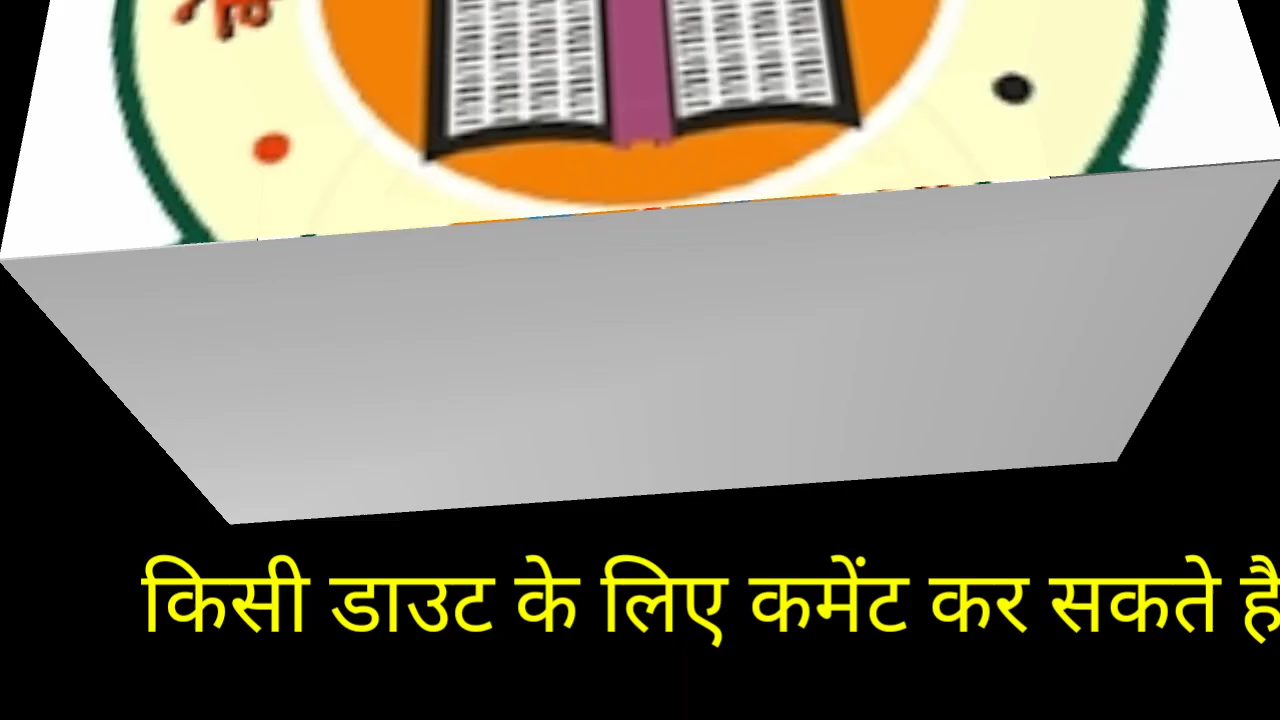 किसी डाउट के लिए कमेंट कर सकते है